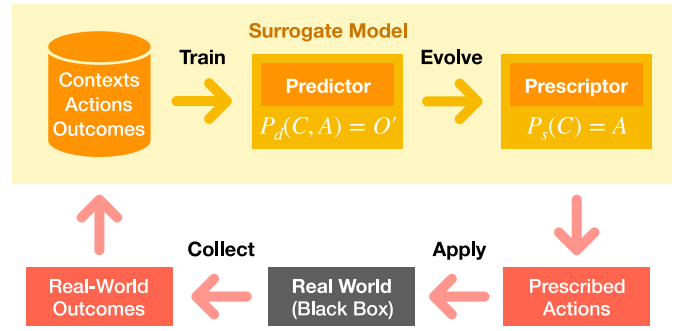 Surrogate Model
Contexts
Actions
Outcomes
Train
Predictor
P_d(C, A) = O′
Evolve
Prescriptor
P_s(C) = A
Collect
Apply
Real-World
Outcomes
Real World
(Black Box)
Prescribed
Actions